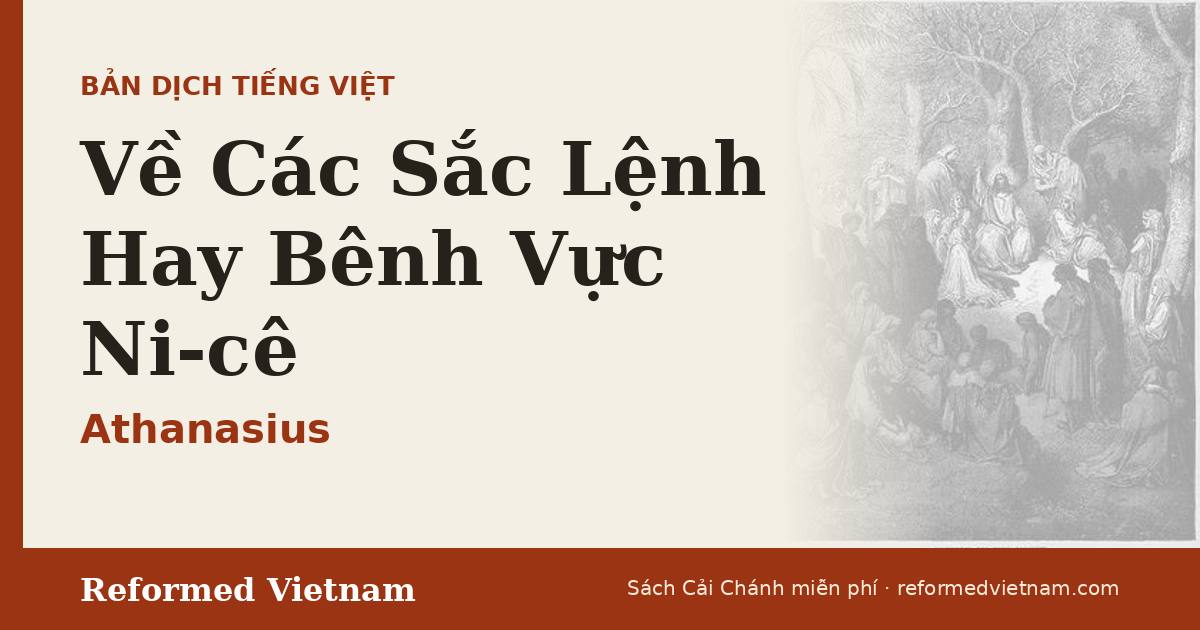 BẢN DỊCH TIẾNG VIỆT
Về Các Sắc Lệnh
Hay Bênh Vực
Ni-cê
Athanasius
Reformed Vietnam
Sách Cải Chánh miễn phí · reformedvietnam.com